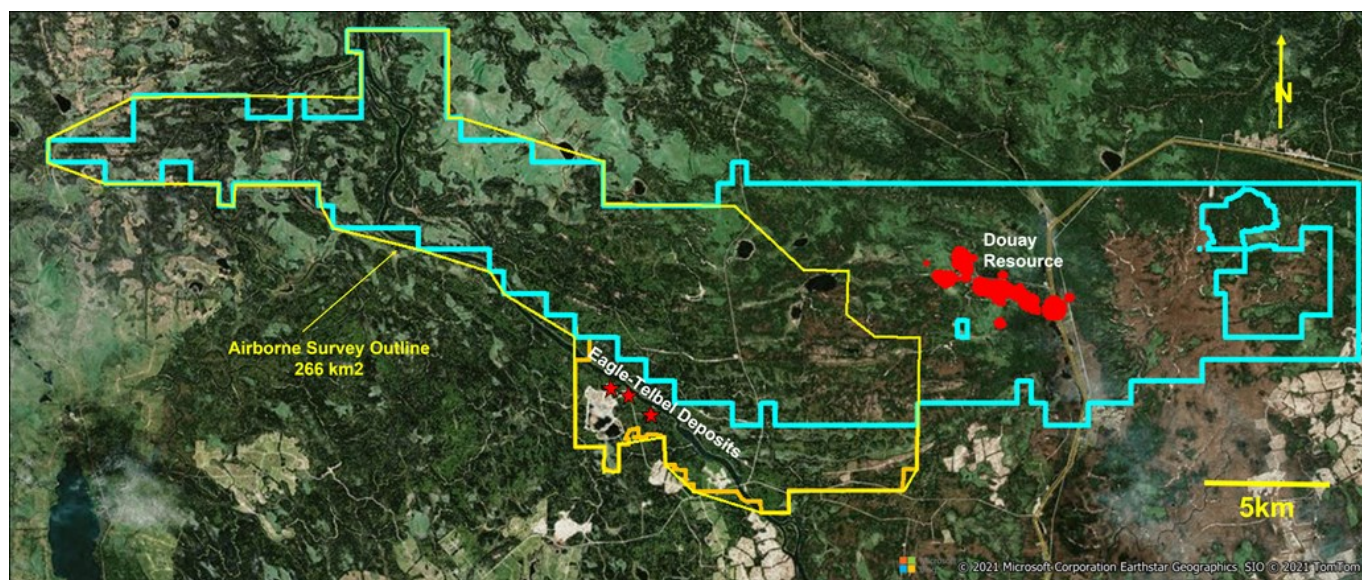 N
Douay
Resource
Airborne Survey Outline
266 km2
Eagle-Telbel Deposits
5km
© 2021 Microsoft Corporation Earthstar Geographics SIO © 2021 TomTom